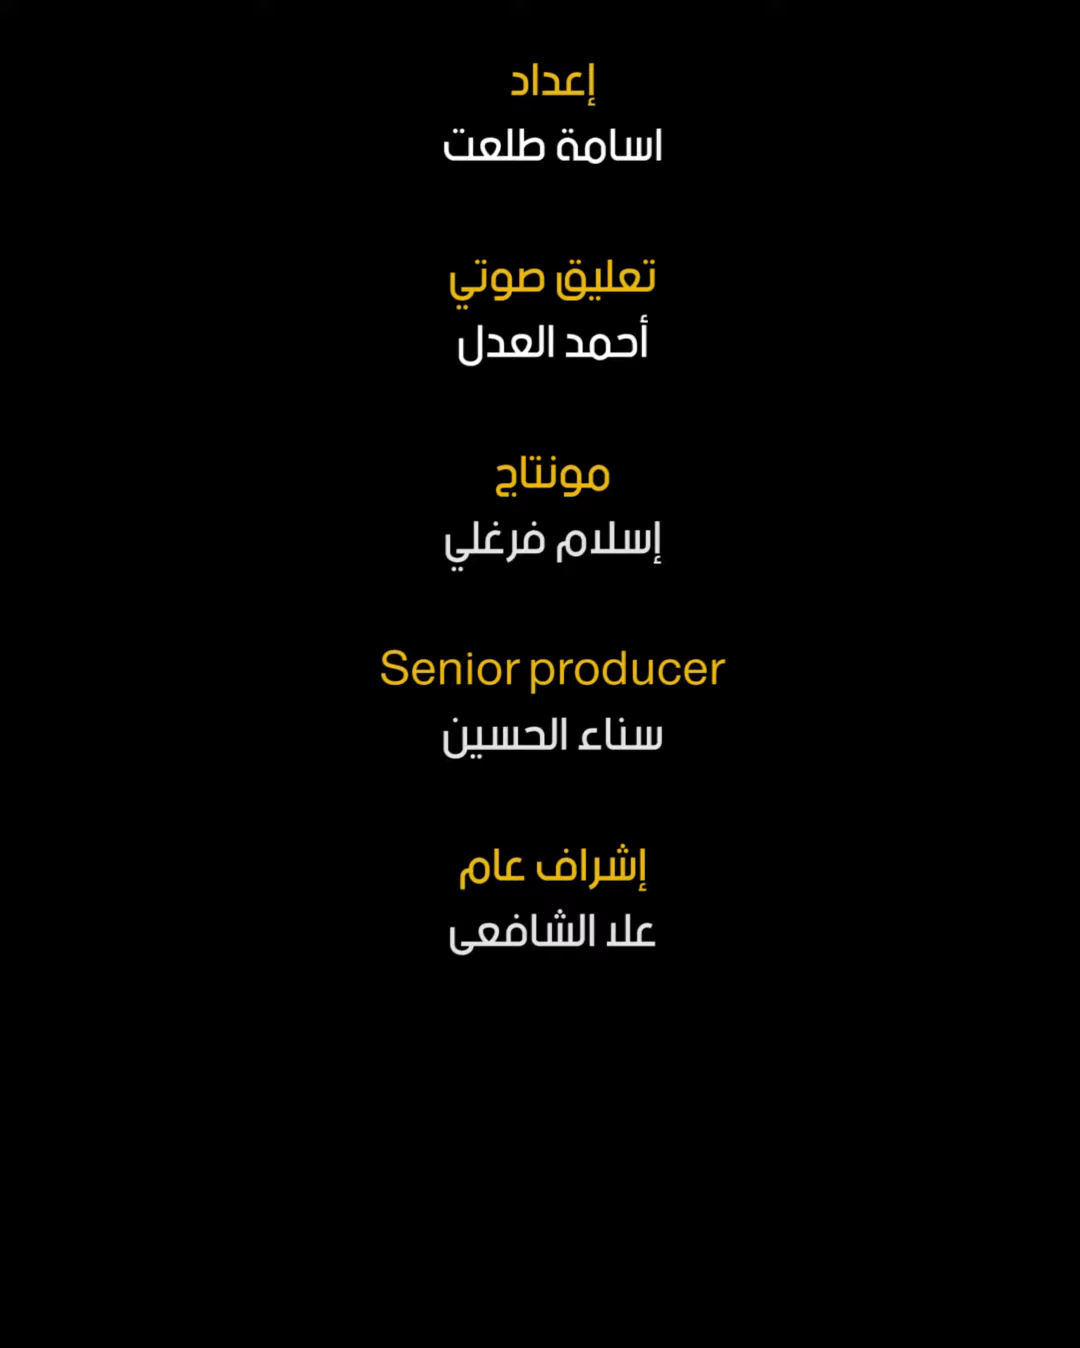 إعداد
اسامة طلعت
تعليق صوتي
أحمد العدل
مونتاج
إسلام فرغلي
Senior producer
سناء الحسين
إشراف عام
علا الشافعى